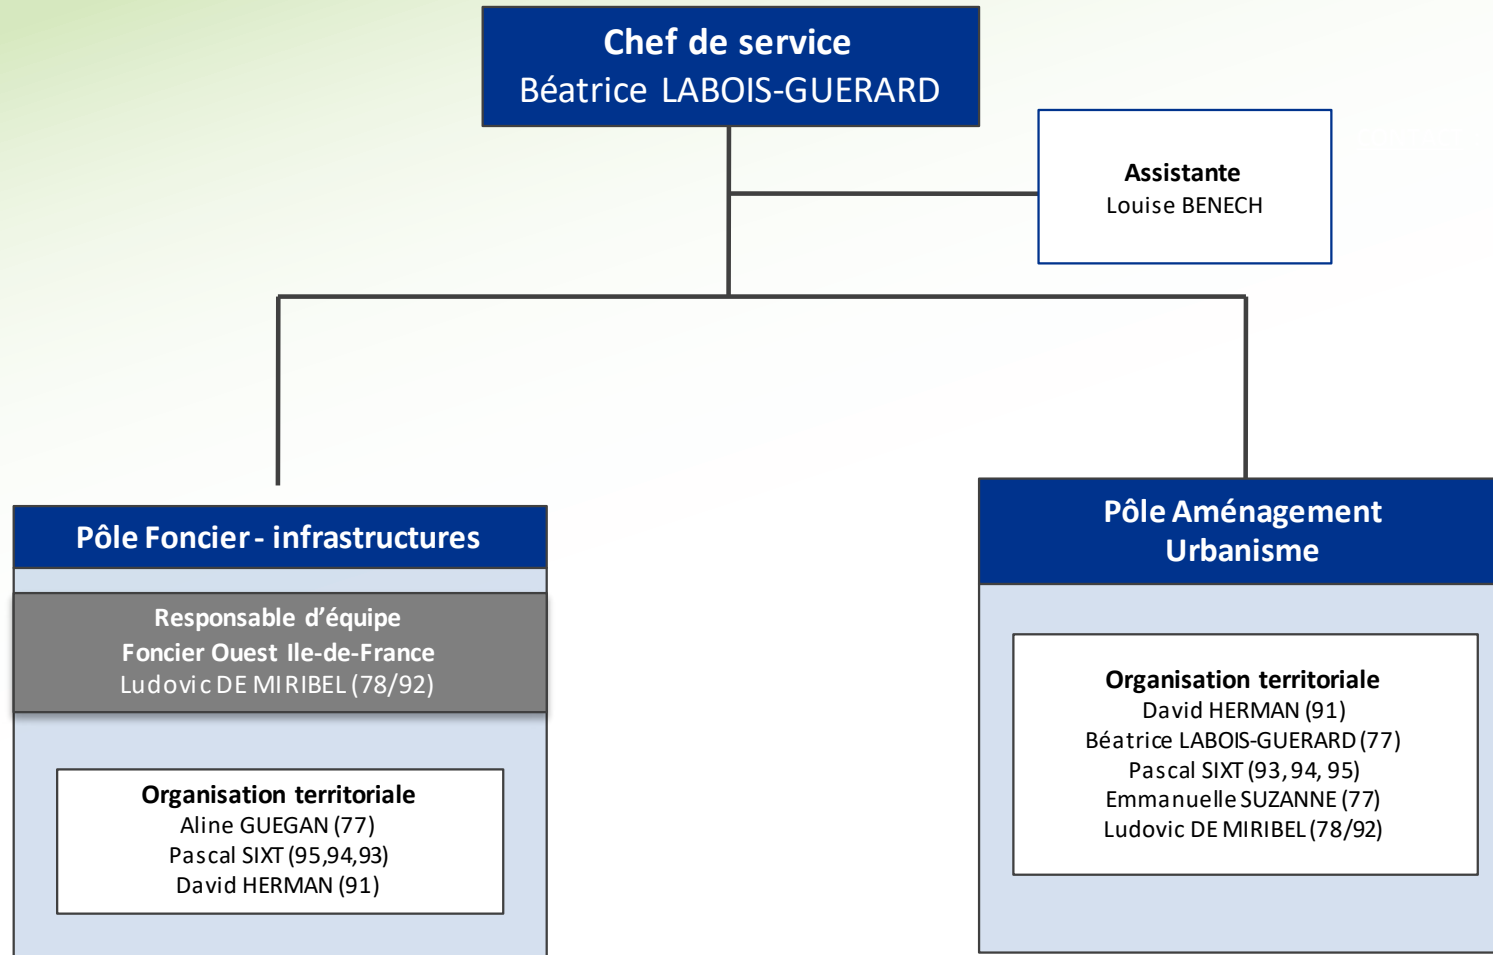 Chef de service
Béatrice LABOIS-GUERARD
Assistante
Louise BENECH
Pôle Foncier - infrastructures
Responsable d’équipe
Foncier Ouest Ile-de-France
Ludovic DE MIRIBEL (78/92)
Organisation territoriale
Aline GUEGAN (77)
Pascal SIXT (95,94,93)
David HERMAN (91)
Pôle Aménagement
Urbanisme
Organisation territoriale
David HERMAN (91)
Béatrice LABOIS-GUERARD (77)
Pascal SIXT (93, 94, 95)
Emmanuelle SUZANNE (77)
Ludovic DE MIRIBEL (78/92)